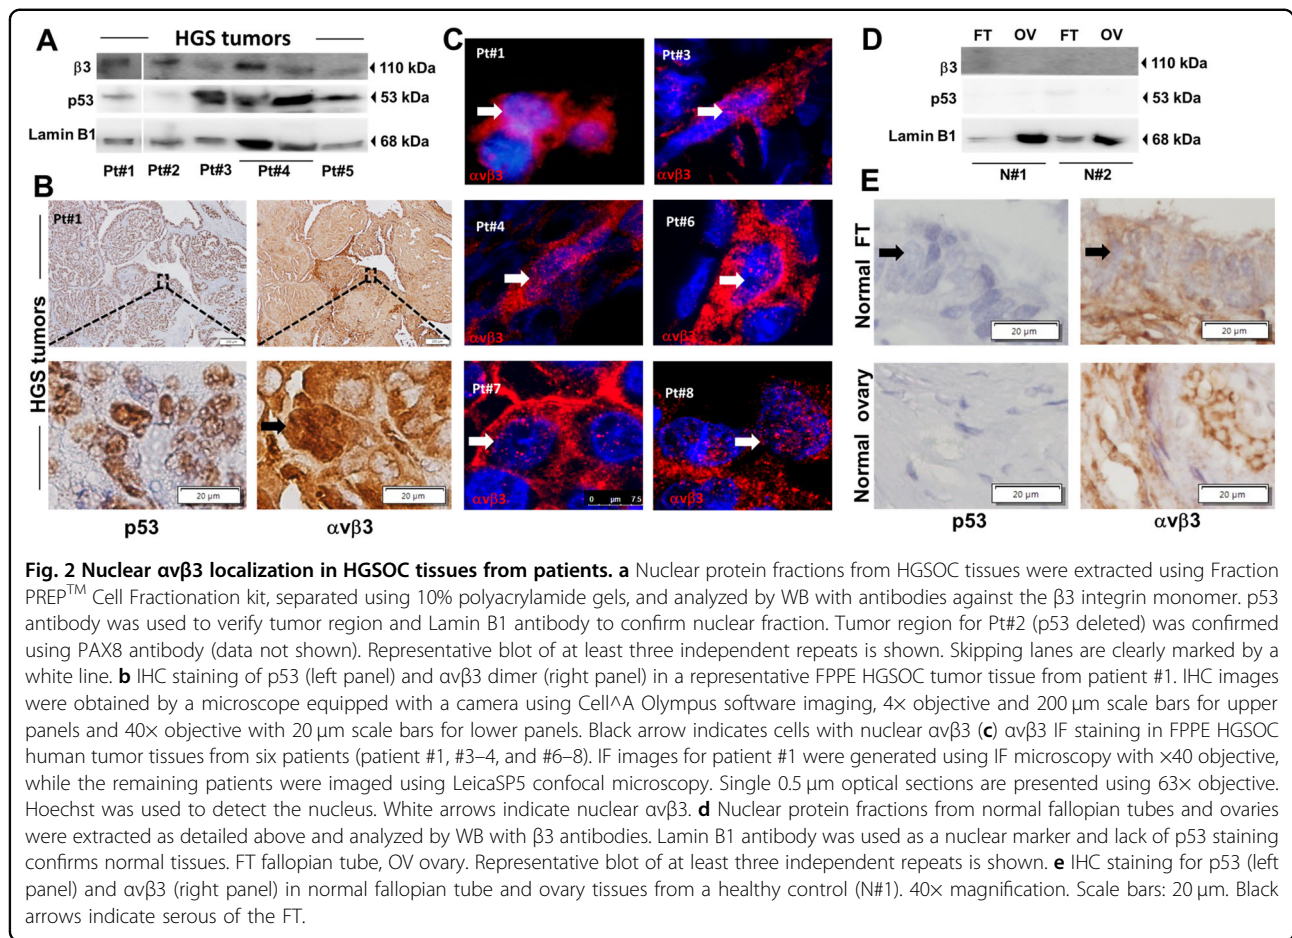 A
HGS tumors
β3
110 kDa
p53
53 kDa
Lamin B1
68 kDa
Pt#1 Pt#2 Pt#3 Pt#4 Pt#5
B
HGS tumors
Pt#1
20 µm
20 µm
p53
αvβ3
C
Pt#1
αvβ3
Pt#3
αvβ3
Pt#4
αvβ3
Pt#6
αvβ3
Pt#7
αvβ3
0 µm 7.5
Pt#8
αvβ3
D
FT OV FT OV
β3
110 kDa
p53
53 kDa
Lamin B1
68 kDa
N#1 N#2
E
Normal FT
20 µm
20 µm
Normal ovary
20 µm
20 µm
p53
αvβ3
Fig. 2 Nuclear αvβ3 localization in HGSOC tissues from patients. a Nuclear protein fractions from HGSOC tissues were extracted using Fraction
PREP™ Cell Fractionation kit, separated using 10% polyacrylamide gels, and analyzed by WB with antibodies against the β3 integrin monomer. p53
antibody was used to verify tumor region and Lamin B1 antibody to confirm nuclear fraction. Tumor region for Pt#2 (p53 deleted) was confirmed
using PAX8 antibody (data not shown). Representative blot of at least three independent repeats is shown. Skipping lanes are clearly marked by a
white line. b IHC staining of p53 (left panel) and αvβ3 dimer (right panel) in a representative FPPE HGSOC tumor tissue from patient #1. IHC images
were obtained by a microscope equipped with a camera using Cell^A Olympus software imaging, 4× objective and 200 µm scale bars for upper
panels and 40× objective with 20 µm scale bars for lower panels. Black arrow indicates cells with nuclear αvβ3 (c) αvβ3 IF staining in FPPE HGSOC
human tumor tissues from six patients (patient #1, #3–4, and #6–8). IF images for patient #1 were generated using IF microscopy with ×40 objective,
while the remaining patients were imaged using LeicaSP5 confocal microscopy. Single 0.5 µm optical sections are presented using 63× objective.
Hoechst was used to detect the nucleus. White arrows indicate nuclear αvβ3. d Nuclear protein fractions from normal fallopian tubes and ovaries
were extracted as detailed above and analyzed by WB with β3 antibodies. Lamin B1 antibody was used as a nuclear marker and lack of p53 staining
confirms normal tissues. FT fallopian tube, OV ovary. Representative blot of at least three independent repeats is shown. e IHC staining for p53 (left
panel) and αvβ3 (right panel) in normal fallopian tube and ovary tissues from a healthy control (N#1). 40× magnification. Scale bars: 20 µm. Black
arrows indicate serous of the FT.